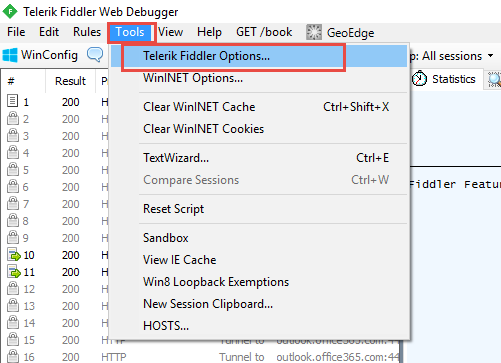 Telerik Fiddler Web Debugger
File Edit Rules Tools View Help GET /book GeoEdge
WinConfig
p: All sessions
Telerik Fiddler Options...
# Result P
Statistics
WinINET Options...
1 200 H
Clear WinINET Cache Ctrl+Shift+X
2 200 H
Clear WinINET Cookies
3 200 H
4 200 H
TextWizard... Ctrl+E
5 200 H
Compare Sessions Ctrl+W
Fiddler Featu
6 200 H
7 200 H
Reset Script
8 200 H
9 200 H
Sandbox
10 200 H
View IE Cache
11 200 H
Win8 Loopback Exemptions
12 200 H
New Session Clipboard...
13 200 H
HOSTS...
14 200 H
15 200 HTTP Tunnel to outlook.office365.com:44
16 200 HTTP Tunnel to outlook.office365.com:44